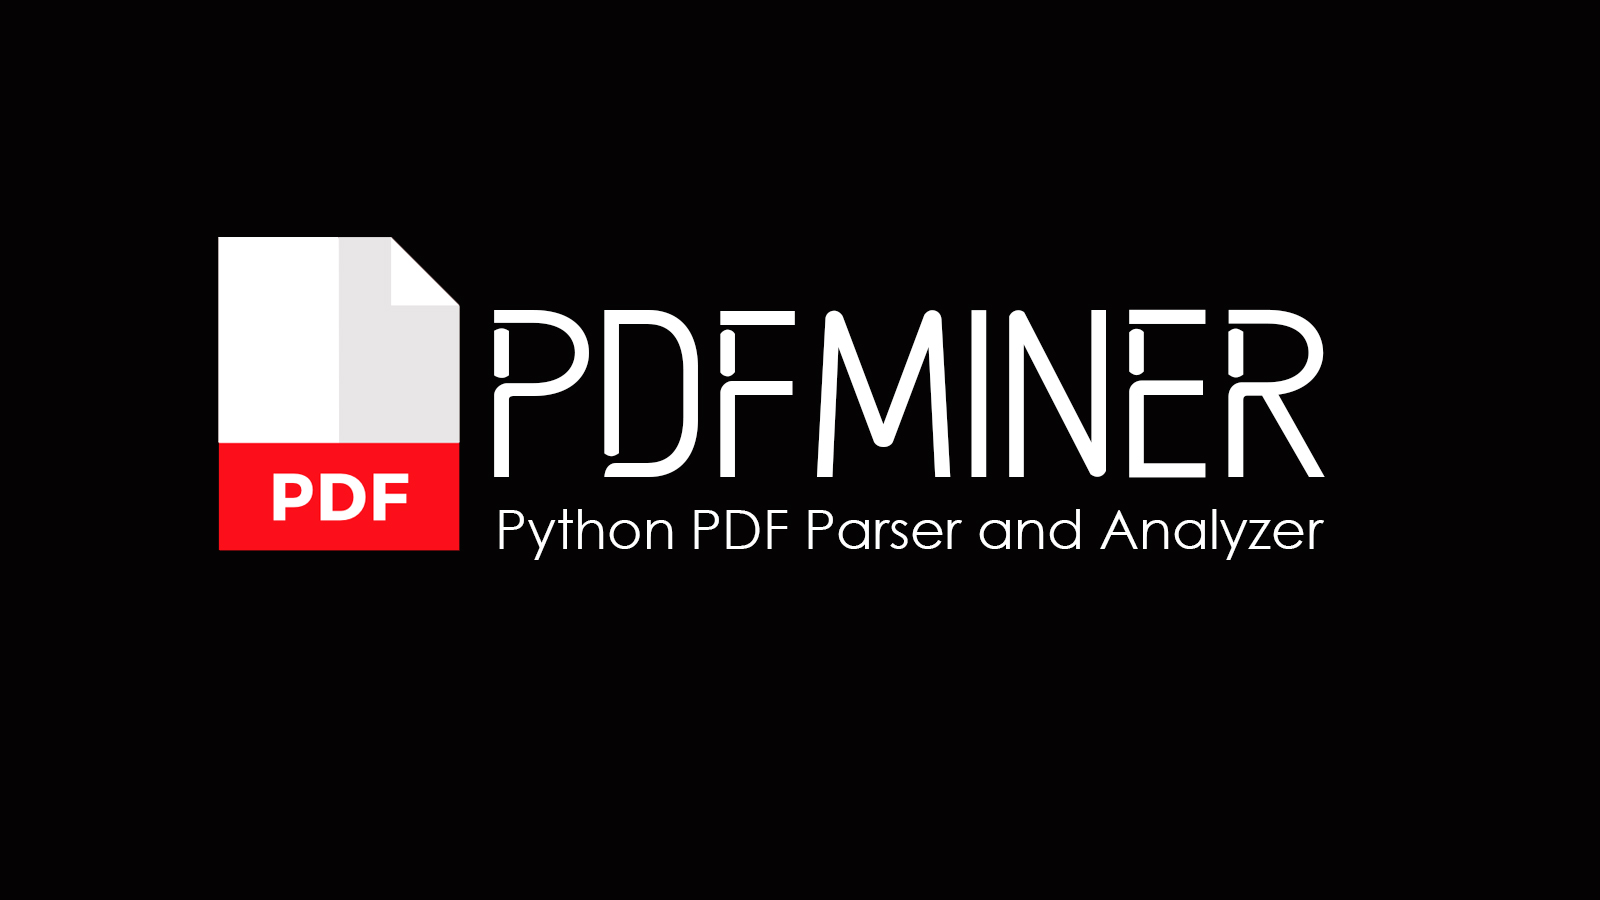 PDF
PDFMINER
Python PDF Parser and Analyzer